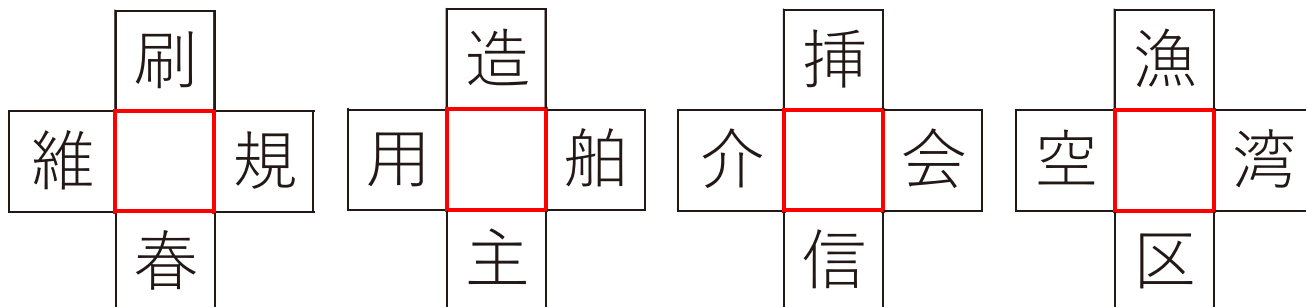 刷 造 挿 漁
維 規 用 舶 介 会 空 湾
春 主 信 区